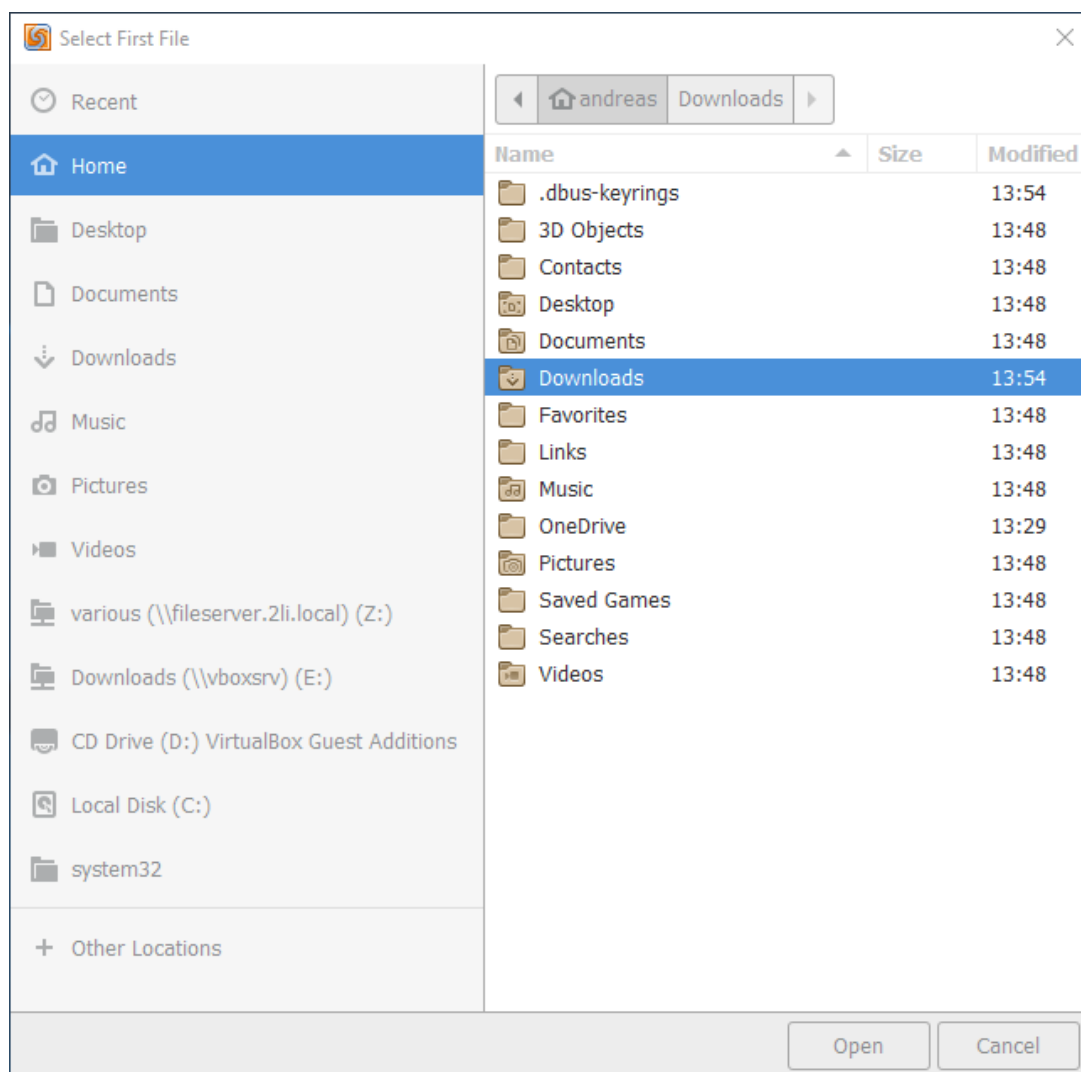 Select First File
Recent
Home
Desktop
Documents
Downloads
Music
Pictures
Videos
various (\\fileserver.2li.local) (Z:)
Downloads (\\vboxsrv) (E:)
CD Drive (D:) VirtualBox Guest Additions
Local Disk (C:)
system32
Other Locations
andreas Downloads
Name Size Modified
.dbus-keyrings 13:54
3D Objects 13:48
Contacts 13:48
Desktop 13:48
Documents 13:48
Downloads 13:54
Favorites 13:48
Links 13:48
Music 13:48
OneDrive 13:29
Pictures 13:48
Saved Games 13:48
Searches 13:48
Videos 13:48
Open Cancel